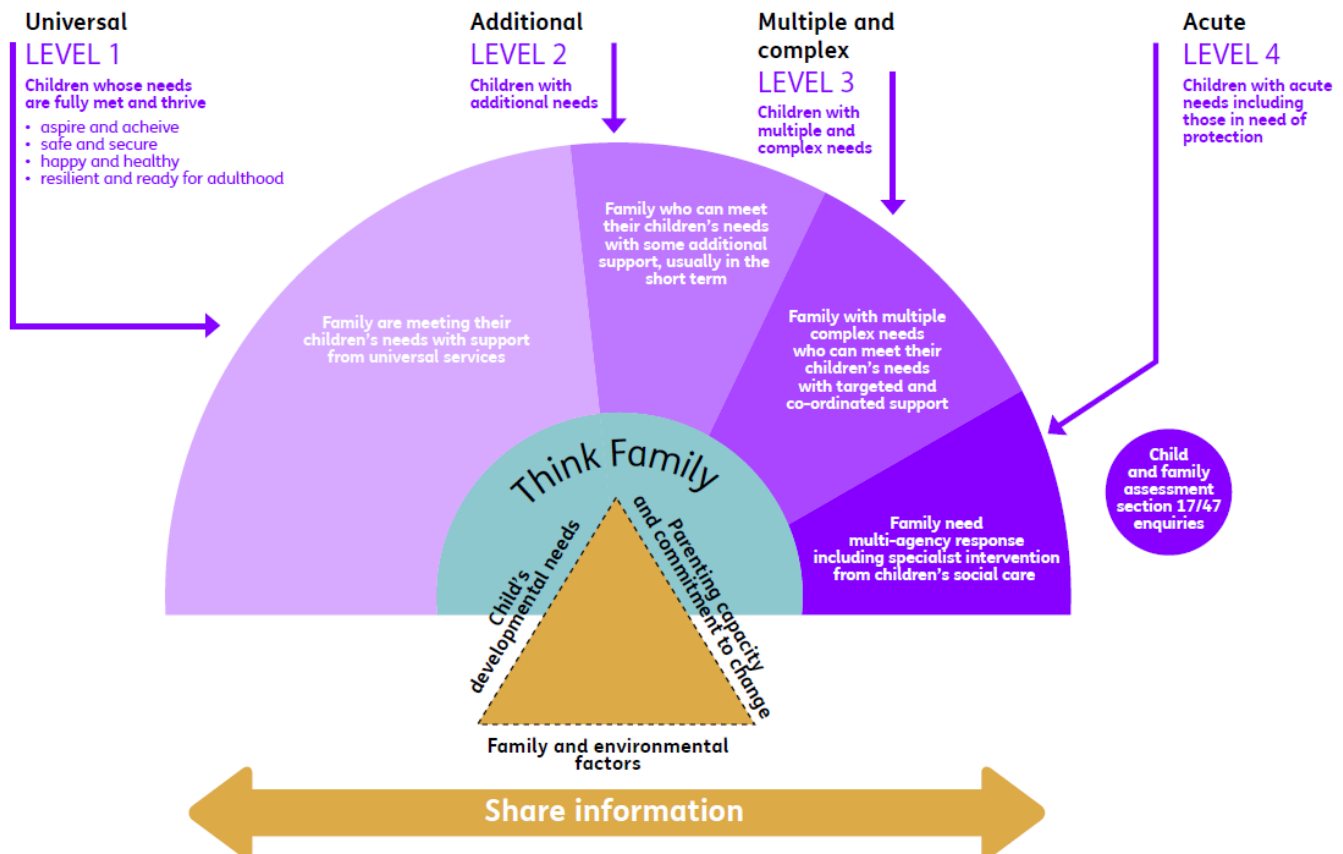 Universal
LEVEL 1
Children whose needs
are fully met and thrive
• aspire and acheive
• safe and secure
• happy and healthy
• resilient and ready for adulthood
Additional
LEVEL 2
Children with
additional needs
Multiple and
complex
LEVEL 3
Children with
multiple and
complex needs
Acute
LEVEL 4
Children with acute
needs including
those in need of
protection
Family are meeting their
children's needs with support
from universal services
Family who can meet
their children's needs
with some additional
support, usually in the
short term
Family with multiple
complex needs
who can meet their
children's needs
with targeted and
co-ordinated support
Family need
multi-agency response
including specialist intervention
from children's social care
Child
and family
assessment
section 17/47
enquiries
Think Family
Child's
developmental needs
Parenting capacity
and commitment to change
Family and environmental
factors
Share information